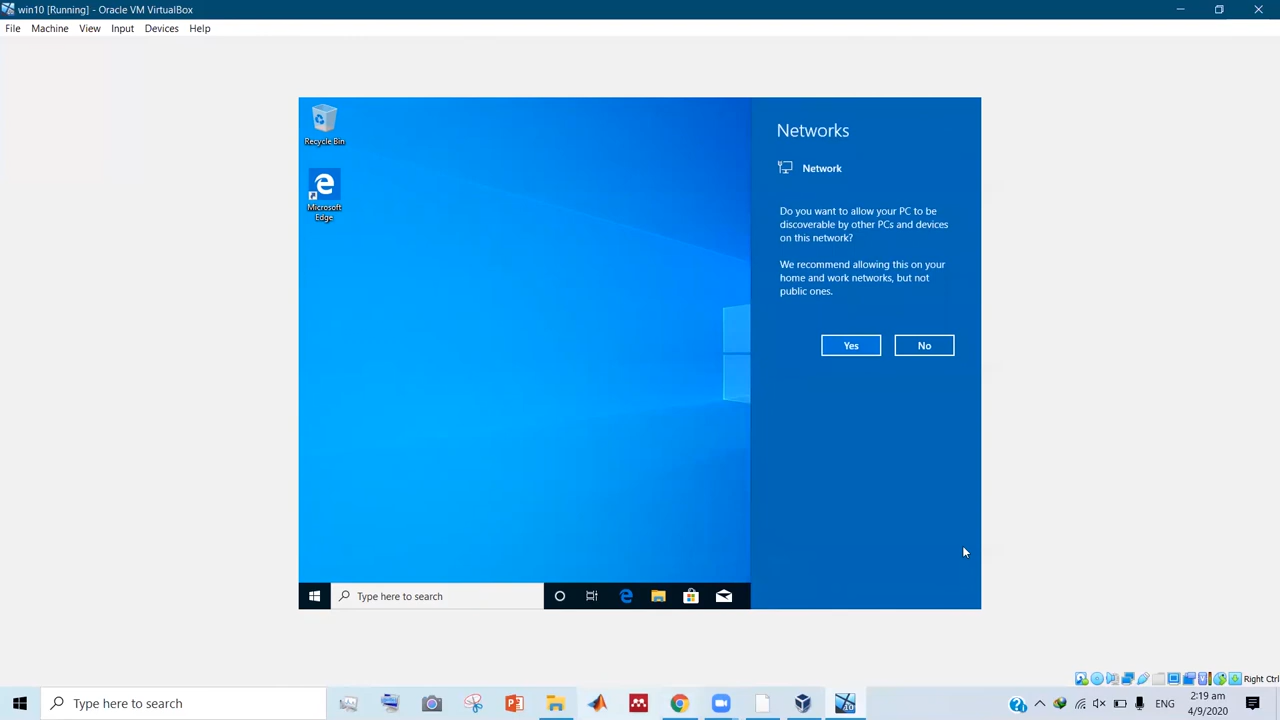 win10 [Running] - Oracle VM VirtualBox
File Machine View Input Devices Help
Recycle Bin
Microsoft
Edge
Networks
Network
Do you want to allow your PC to be
discoverable by other PCs and devices
on this network?
We recommend allowing this on your
home and work networks, but not
public ones.
Yes No
Type here to search
Right Ctrl
Type here to search
ENG
2:19 am
4/9/2020